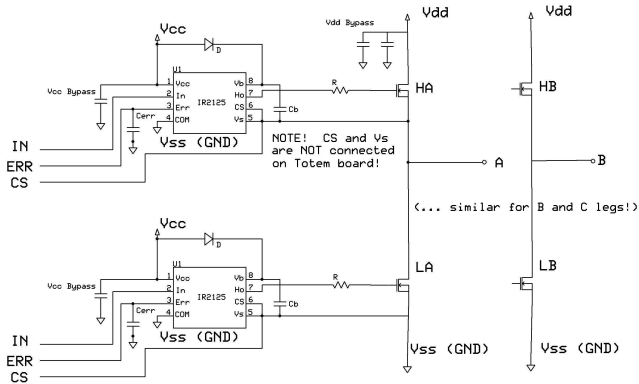 Vcc
Vdd Bypass
Vdd
Vdd
D
U1
Vcc Bypass
1 Vcc Vb 8
2 In Ho 7
3 Err CS 6
4 COM Vs 5
IR2125
Cerr
Cb
R
HA
HB
IN
ERR
CS
Vss (GND)
NOTE! CS and Vs
are NOT connected
on Totem board!
A
B
(... similar for B and C legs!)
Vcc
D
U1
Vcc Bypass
1 Vcc Vb 8
2 In Ho 7
3 Err CS 6
4 COM Vs 5
IR2125
Cerr
Cb
R
LA
LB
IN
ERR
CS
Vss (GND)
Vss (GND)
Vss (GND)